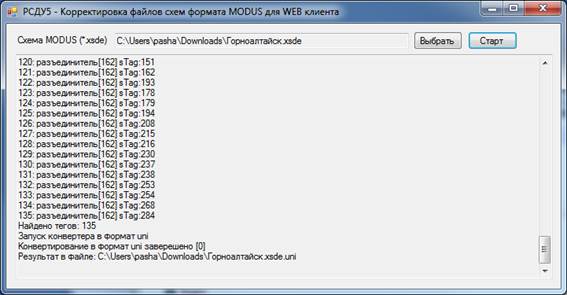 РСДУ5 - Корректировка файлов схем формата MODUS для WEB клиента
Схема MODUS (*.xsde) C:\Users\pasha\Downloads\Горноалтайск.xsde Выбрать Старт
120: разъединитель[162] sTag:151
121: разъединитель[162] sTag:162
122: разъединитель[162] sTag:193
123: разъединитель[162] sTag:178
124: разъединитель[162] sTag:179
125: разъединитель[162] sTag:194
126: разъединитель[162] sTag:208
127: разъединитель[162] sTag:215
128: разъединитель[162] sTag:216
129: разъединитель[162] sTag:230
130: разъединитель[162] sTag:237
131: разъединитель[162] sTag:238
132: разъединитель[162] sTag:253
133: разъединитель[162] sTag:254
134: разъединитель[162] sTag:268
135: разъединитель[162] sTag:284
Найдено тегов: 135
Запуск конвертера в формат uni
Конвертирование в формат uni заверешено [0]
Результат в файле: C:\Users\pasha\Downloads\Горноалтайск.xsde.uni